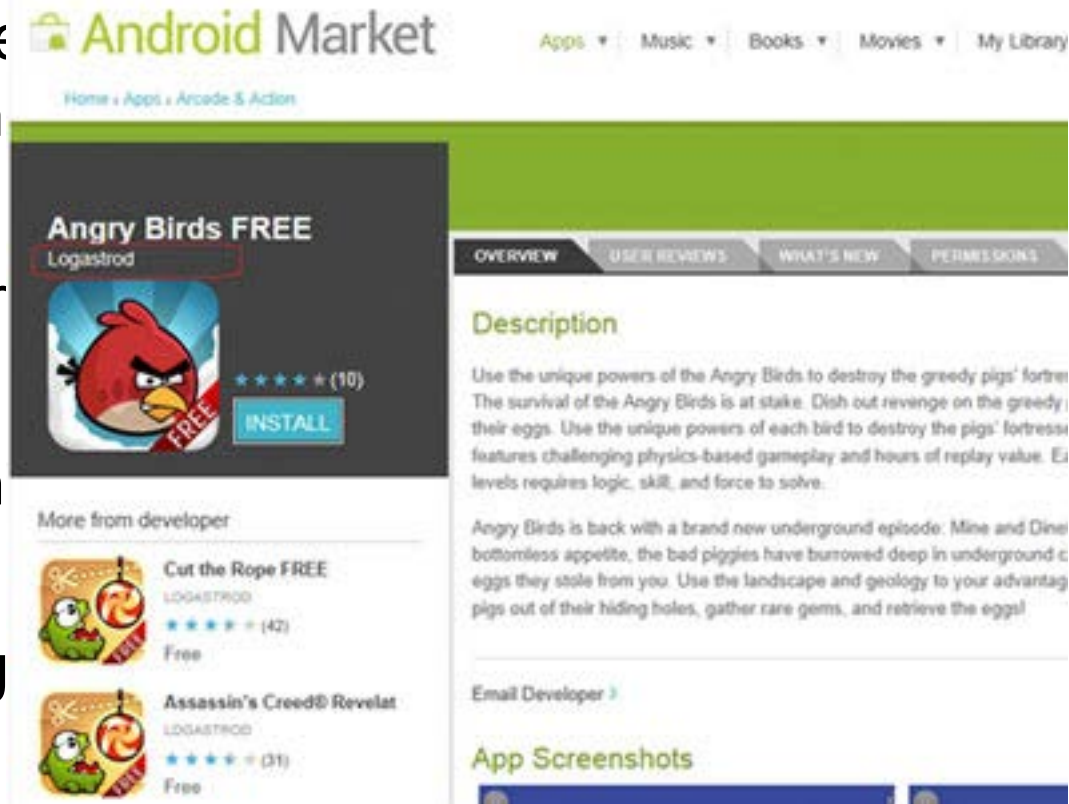 Android Market
Apps Music Books Movies My Library
Home › Apps › Arcade & Action
Angry Birds FREE
Logastrod
FREE
(10)
INSTALL
OVERVIEW
USER REVIEWS
WHAT'S NEW
PERMISSIONS
Description
Use the unique powers of the Angry Birds to destroy the greedy pigs'
The survival of the Angry Birds is at stake. Dish out revenge on the greedy
their eggs. Use the unique powers of each bird to destroy the pigs'
features challenging physics-based gameplay and hours of replay value.
levels requires logic, skill, and force to solve.
Angry Birds is back with a brand new underground episode: Mine and
bottomless appetite, the bad piggies have burrowed deep in underground
eggs they stole from you. Use the landscape and geology to your
pigs out of their hiding holes, gather rare gems, and retrieve the eggs!
Email Developer ›
App Screenshots
More from developer
Cut the Rope FREE
LOGASTROD
(42)
Free
FREE
Assassin's Creed® Revelat
LOGASTROD
(31)
Free
FREE